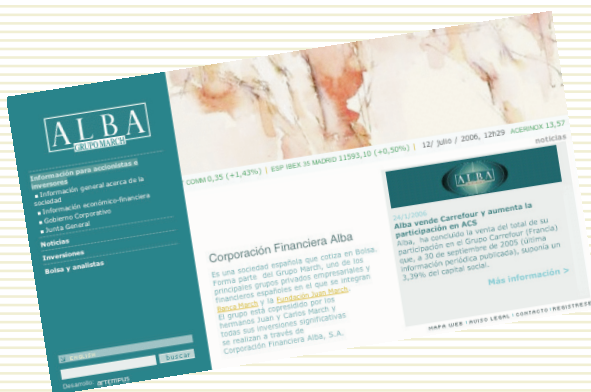 ALBA
GRUPO MARCH
Información para accionistas e
inversores
Información general acerca de la
sociedad
Información económico-financiera
Gobierno Corporativo
Junta General
Noticias
Inversiones
Bolsa y analistas
buscar
Desarrollo: ARTEMPUS
COMM 0,35 (+1,43%) | ESP IBEX 35 MADRID 11593,10 (+0,50%) | 12/ Julio / 2006, 12h29 ACERINOX 13,57
Corporación Financiera Alba
Es una sociedad española que cotiza en Bolsa.
Forma parte del Grupo March, uno de los
principales grupos privados empresariales y
financieros españoles en el que se integran
Banca March y la Fundación Juan March.
El grupo está copresidido por los
hermanos Juan y Carlos March y
todas sus inversiones significativas
se realizan a través de
Corporación Financiera Alba, S.A.
noticias
ALBA
24/1/2006
Alba vende Carrefour y aumenta la
participación en ACS
Alba, ha concluido la venta del total de su
participación en el Grupo Carrefour (Francia)
que, a 30 de septiembre de 2005 (última
información periódica publicada), suponía un
3,39% del capital social.
Más información >
MAPA WEB | AVISO LEGAL | CONTACTO | REGISTRESE